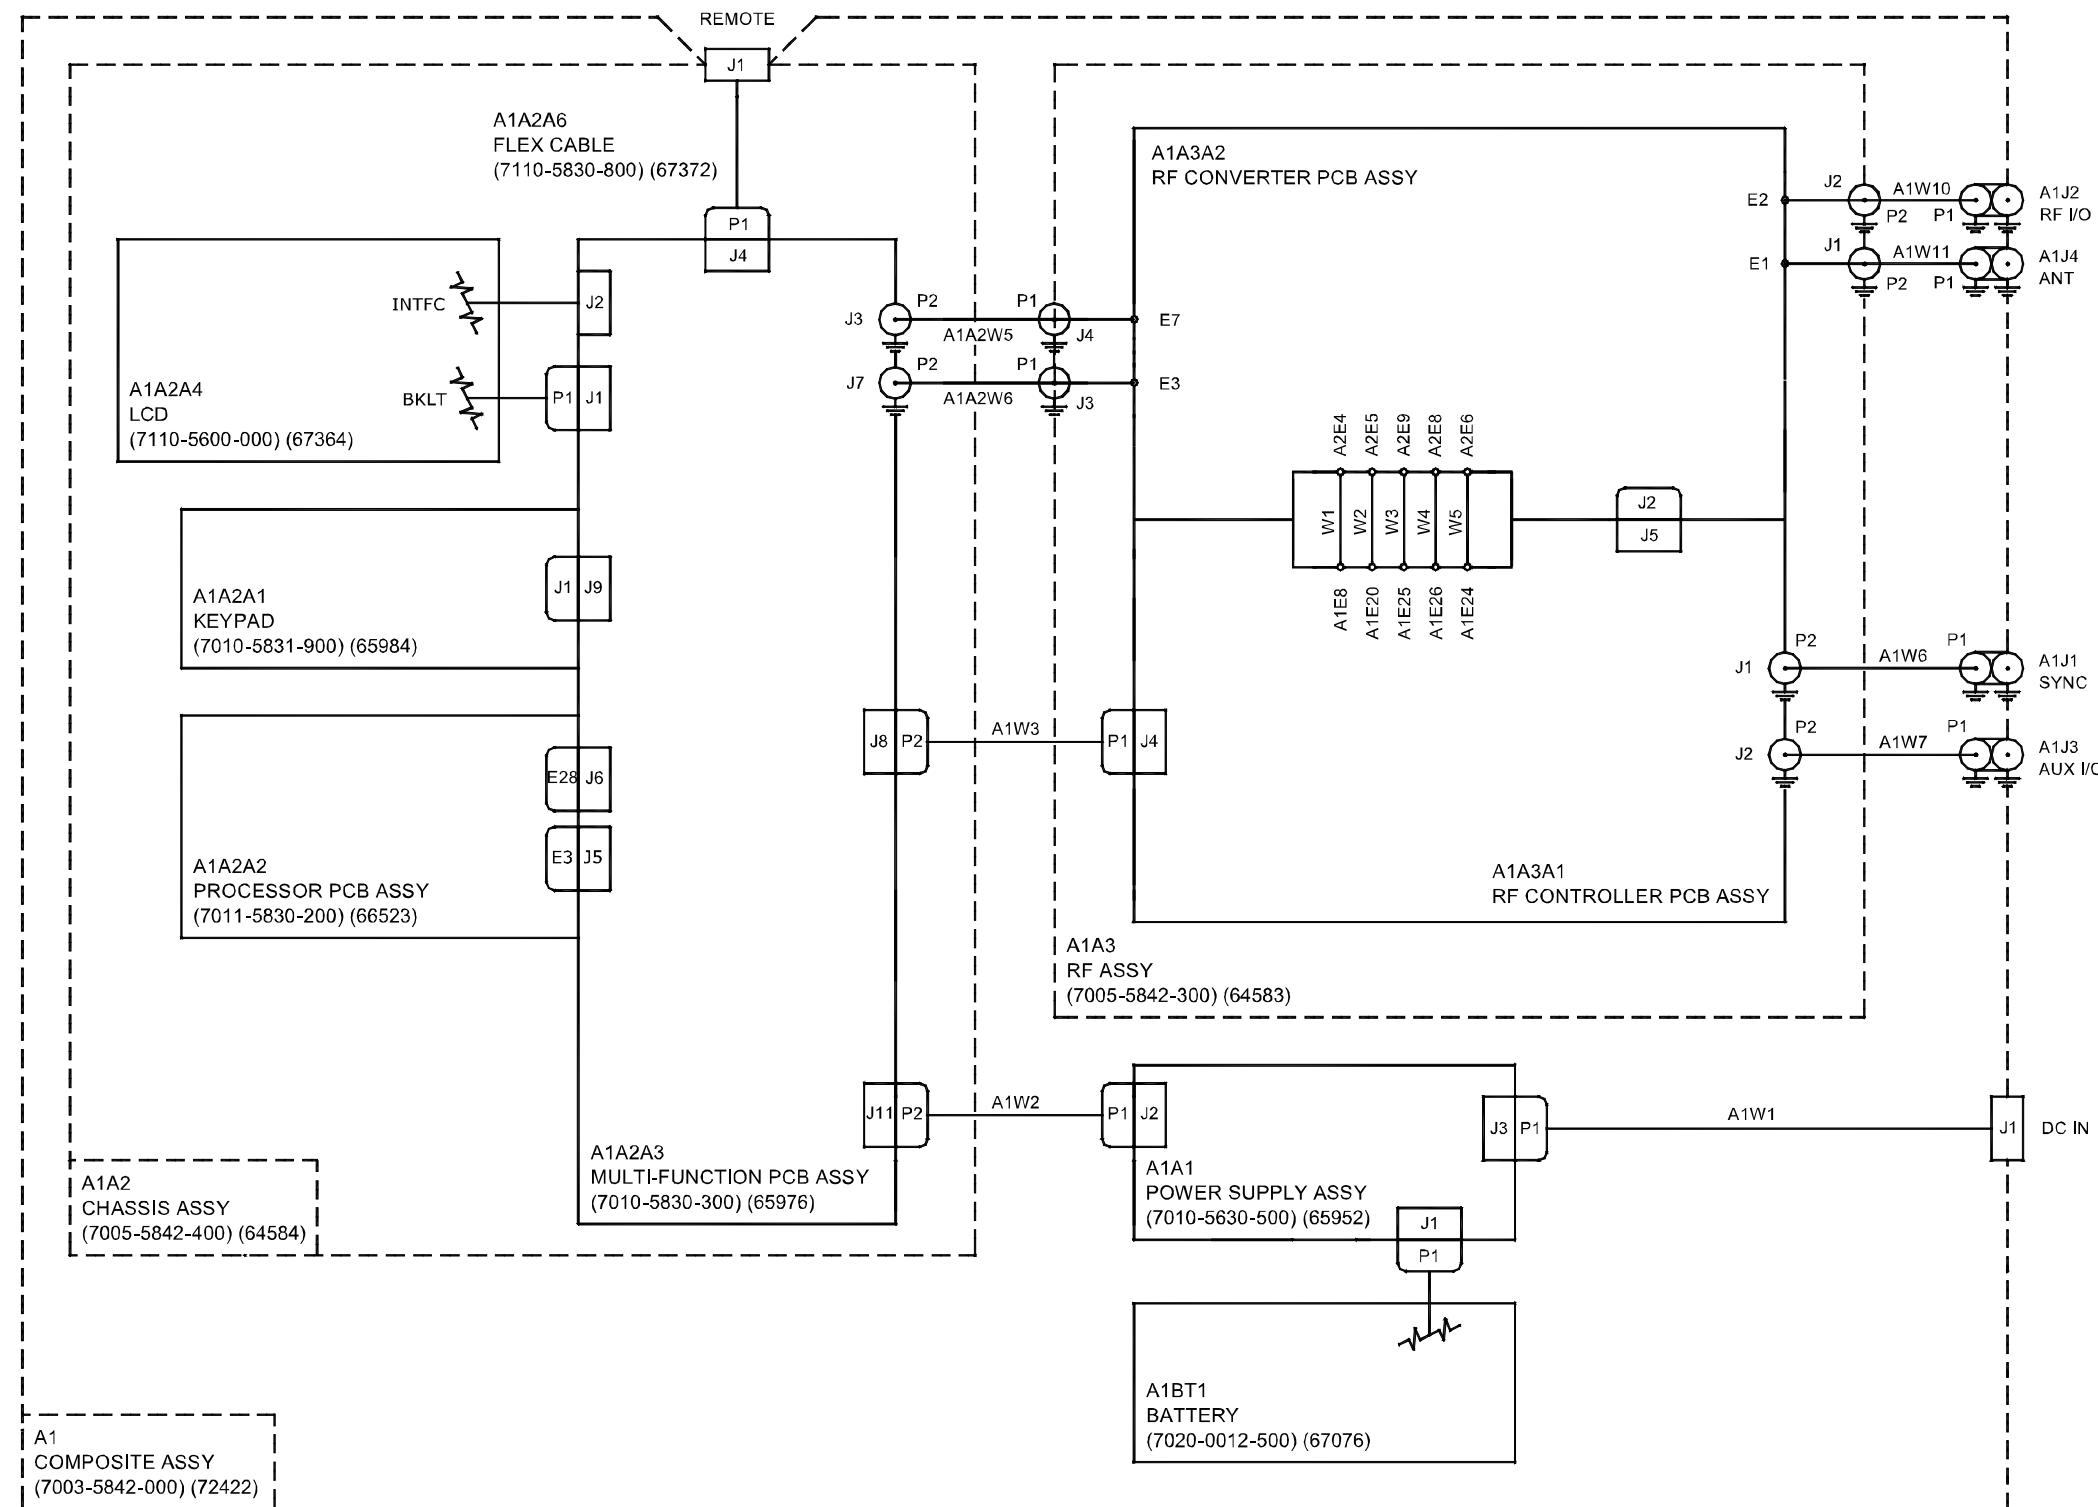 REMOTE
J1
A1A2A6
FLEX CABLE
(7110-5830-800) (67372)
P1
J4
INTFC
J2
BKLT
P1 J1
A1A2A4
LCD
(7110-5600-000) (67364)
A1A2A1
KEYPAD
(7010-5831-900) (65984)
J1 J9
A1A2A2
PROCESSOR PCB ASSY
(7011-5830-200) (66523)
E28 J6
E3 J5
J3
P2
A1A2W5
P1
J4
E7
J7
P2
A1A2W6
P1
J3
E3
J8 P2
A1W3
P1 J4
J11 P2
A1W2
P1 J2
A1A2A3
MULTI-FUNCTION PCB ASSY
(7010-5830-300) (65976)
A1A2
CHASSIS ASSY
(7005-5842-400) (64584)
A1
COMPOSITE ASSY
(7003-5842-000) (72422)
A1A3A2
RF CONVERTER PCB ASSY
E2
J2
P2
A1W10
P1
A1J2
RF I/O
E1
J1
P2
A1W11
P1
A1J4
ANT
A2E4
A2E5
A2E9
A2E8
A2E6
W1
W2
W3
W4
W5
A1E8
A1E20
A1E25
A1E26
A1E24
J2
J5
J1
P2
A1W6
P1
A1J1
SYNC
J2
P2
A1W7
P1
A1J3
AUX I/O
A1A3A1
RF CONTROLLER PCB ASSY
A1A3
RF ASSY
(7005-5842-300) (64583)
A1A1
POWER SUPPLY ASSY
(7010-5630-500) (65952)
J3 P1
A1W1
J1
DC IN
J1
P1
A1BT1
BATTERY
(7020-0012-500) (67076)